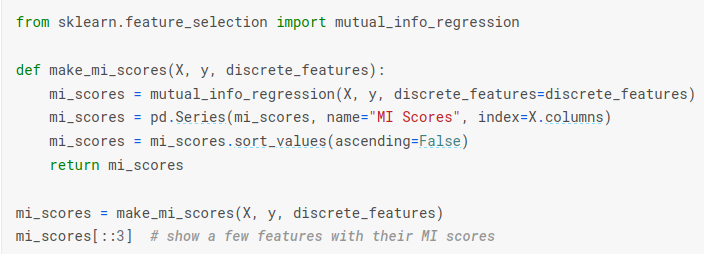 from sklearn.feature_selection import mutual_info_regression
def make_mi_scores(X, y, discrete_features):
    mi_scores = mutual_info_regression(X, y, discrete_features=discrete_features)
    mi_scores = pd.Series(mi_scores, name="MI Scores", index=X.columns)
    mi_scores = mi_scores.sort_values(ascending=False)
    return mi_scores
mi_scores = make_mi_scores(X, y, discrete_features)
mi_scores[::3]  # show a few features with their MI scores